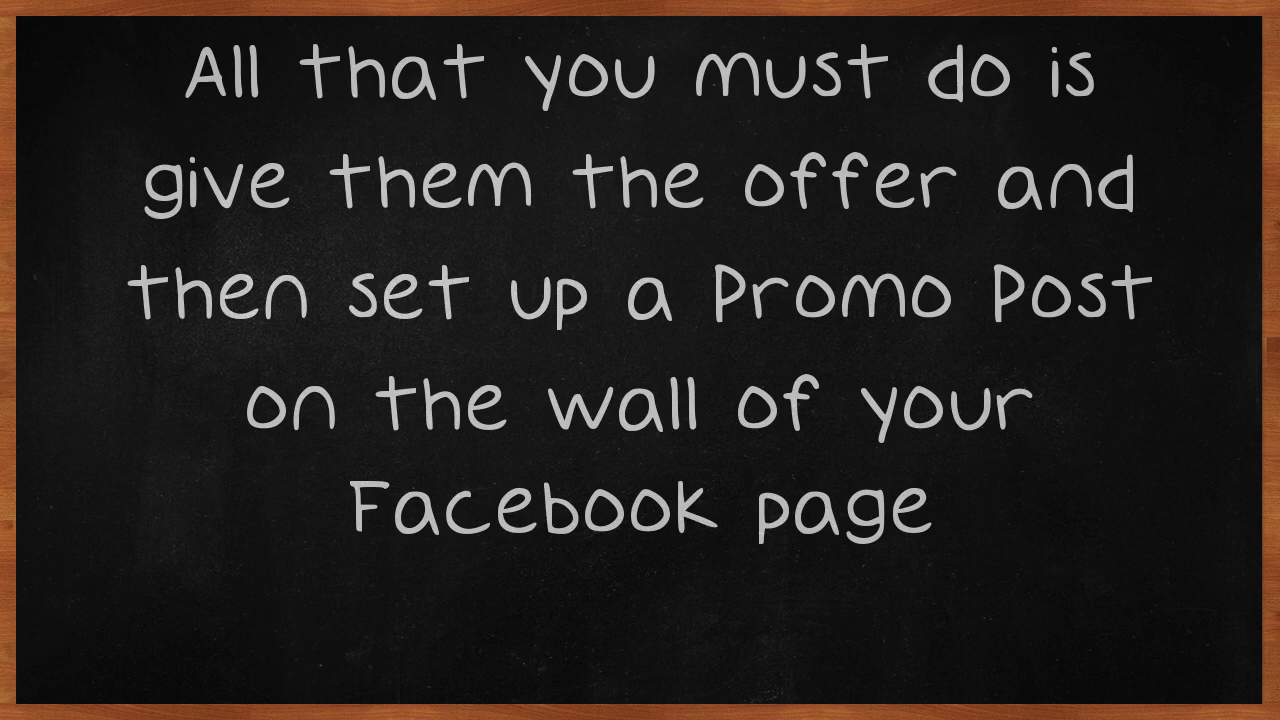 All that you must do is
give them the offer and
then set up a Promo Post
on the wall of your
Facebook page